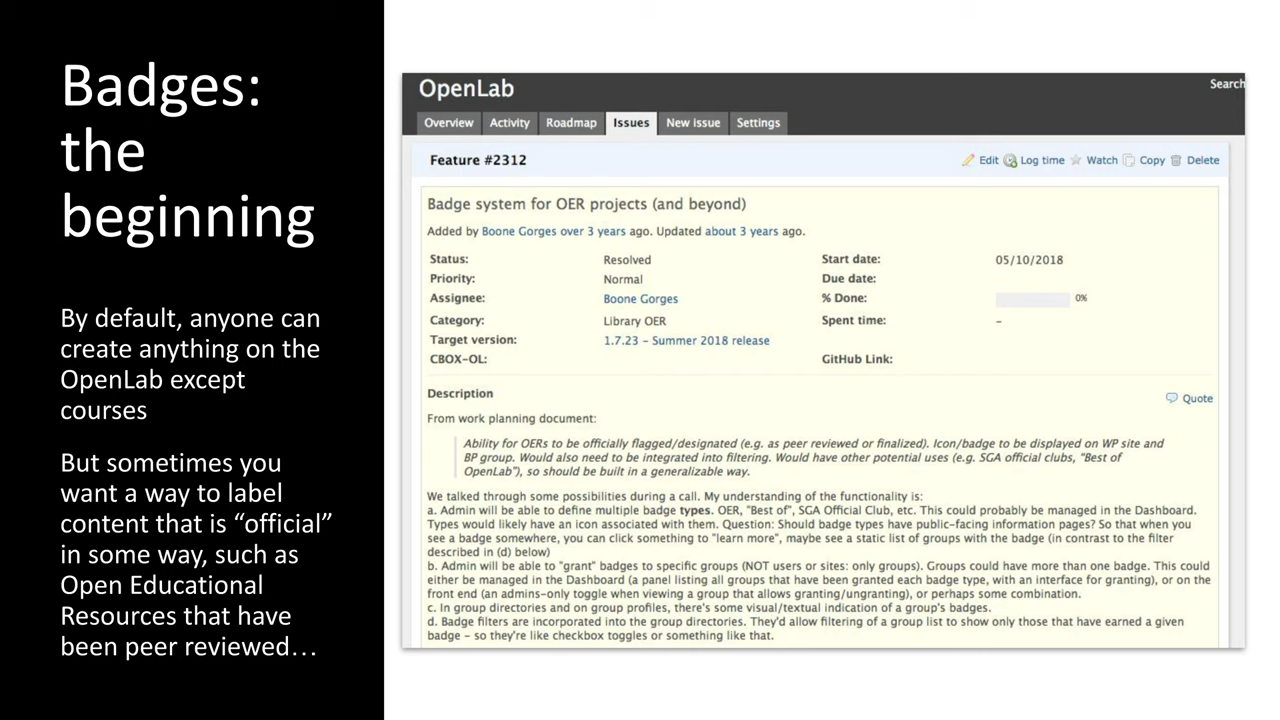 Badges:
the
beginning
By default, anyone can
create anything on the
OpenLab except
courses
But sometimes you
want a way to label
content that is “official”
in some way, such as
Open Educational
Resources that have
been peer reviewed…
OpenLab
Search
Overview Activity Roadmap Issues New issue Settings
Feature #2312
Edit Log time Watch Copy Delete
Badge system for OER projects (and beyond)
Added by Boone Gorges over 3 years ago. Updated about 3 years ago.
Status: Resolved Start date: 05/10/2018
Priority: Normal Due date:
Assignee: Boone Gorges % Done: 0%
Category: Library OER Spent time: –
Target version: 1.7.23 – Summer 2018 release
CBOX-OL: GitHub Link:
Description
Quote
From work planning document:
Ability for OERs to be officially flagged/designated (e.g. as peer reviewed or finalized). Icon/badge to be displayed on WP site and
BP group. Would also need to be integrated into filtering. Would have other potential uses (e.g. SGA official clubs, "Best of
OpenLab"), so should be built in a generalizable way.
We talked through some possibilities during a call. My understanding of the functionality is:
a. Admin will be able to define multiple badge types. OER, "Best of", SGA Official Club, etc. This could probably be managed in the Dashboard.
Types would likely have an icon associated with them. Question: Should badge types have public-facing information pages? So that when you
see a badge somewhere, you can click something to "learn more", maybe see a static list of groups with the badge (in contrast to the filter
described in (d) below)
b. Admin will be able to "grant" badges to specific groups (NOT users or sites: only groups). Groups could have more than one badge. This could
either be managed in the Dashboard (a panel listing all groups that have been granted each badge type, with an interface for granting), or on the
front end (an admins-only toggle when viewing a group that allows granting/ungranting), or perhaps some combination.
c. In group directories and on group profiles, there's some visual/textual indication of a group's badges.
d. Badge filters are incorporated into the group directories. They'd allow filtering of a group list to show only those that have earned a given
badge – so they're like checkbox toggles or something like that.